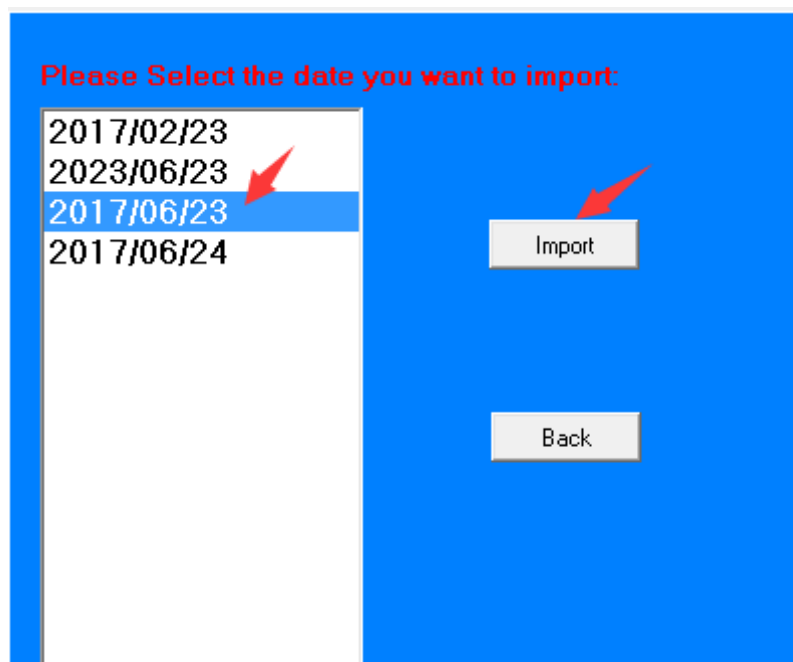 Please Select the date you want to import:
2017/02/23
2023/06/23
2017/06/23
2017/06/24
Import
Back